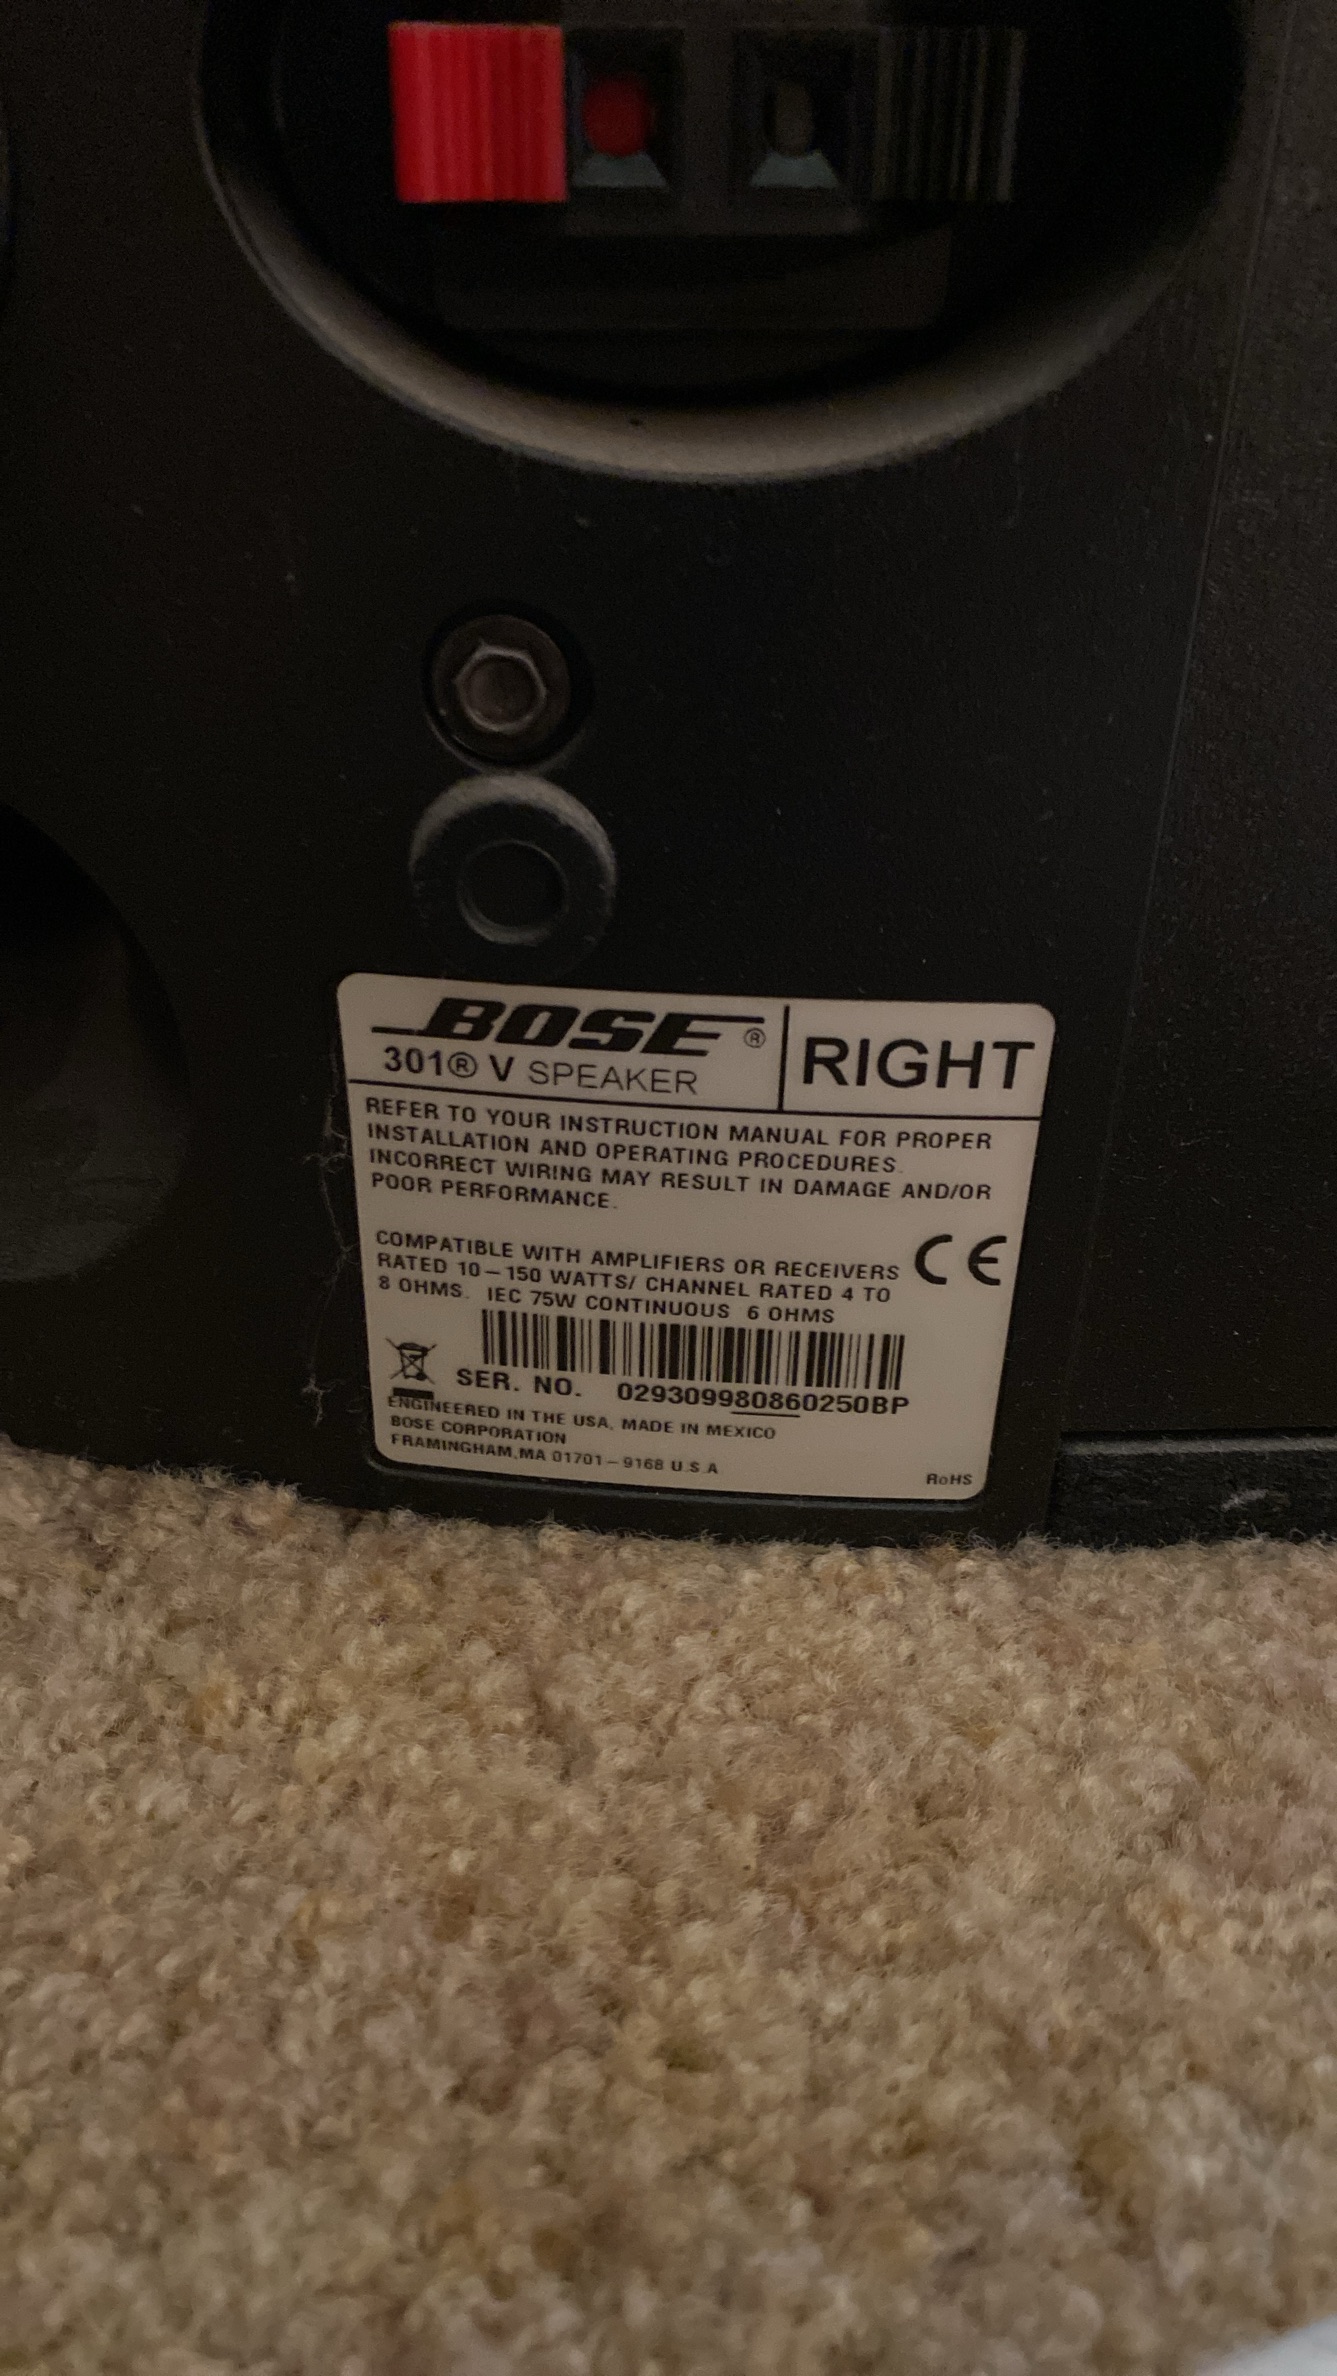 BOSE®
301® V SPEAKER
RIGHT
REFER TO YOUR INSTRUCTION MANUAL FOR PROPER
INSTALLATION AND OPERATING PROCEDURES.
INCORRECT WIRING MAY RESULT IN DAMAGE AND/OR
POOR PERFORMANCE.
COMPATIBLE WITH AMPLIFIERS OR RECEIVERS
RATED 10-150 WATTS/ CHANNEL RATED 4 TO
8 OHMS. IEC 75W CONTINUOUS 6 OHMS
CE
SER. NO. 029309980860250BP
ENGINEERED IN THE USA, MADE IN MEXICO
BOSE CORPORATION
FRAMINGHAM,MA 01701-9168 U.S.A
RoHS